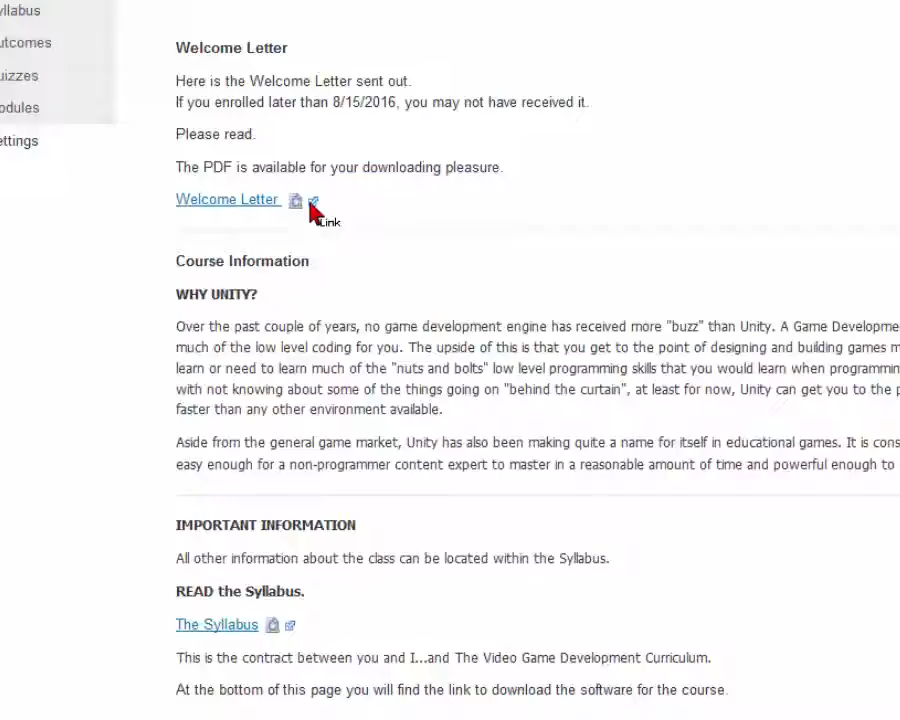 yllabus
utcomes
uizzes
odules
ettings
Welcome Letter
Here is the Welcome Letter sent out.
If you enrolled later than 8/15/2016, you may not have received it.
Please read.
The PDF is available for your downloading pleasure.
Welcome Letter
Link
Course Information
WHY UNITY?
Over the past couple of years, no game development engine has received more "buzz" than Unity. A Game Developme
much of the low level coding for you. The upside of this is that you get to the point of designing and building games m
learn or need to learn much of the "nuts and bolts" low level programming skills that you would learn when programmin
with not knowing about some of the things going on "behind the curtain", at least for now, Unity can get you to the p
faster than any other environment available.
Aside from the general game market, Unity has also been making quite a name for itself in educational games. It is cons
easy enough for a non-programmer content expert to master in a reasonable amount of time and powerful enough to
IMPORTANT INFORMATION
All other information about the class can be located within the Syllabus.
READ the Syllabus.
The Syllabus
This is the contract between you and I...and The Video Game Development Curriculum.
At the bottom of this page you will find the link to download the software for the course.